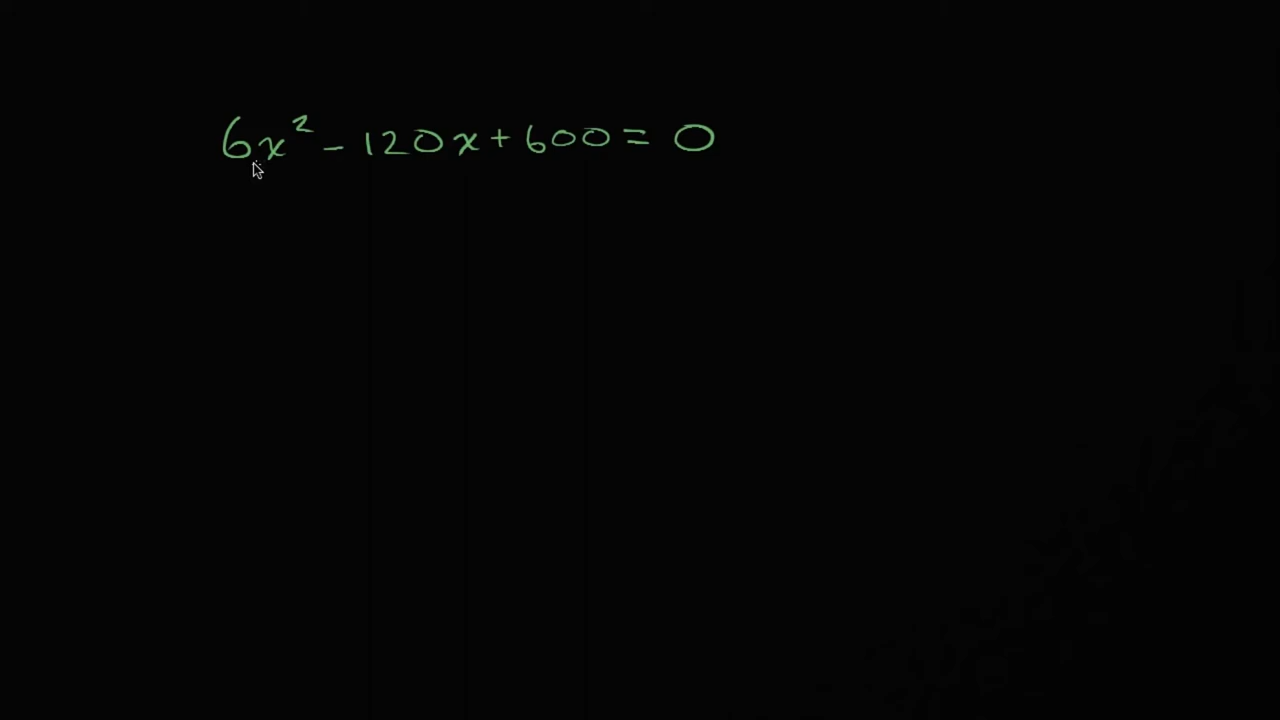 6x² - 120x + 600 = 0